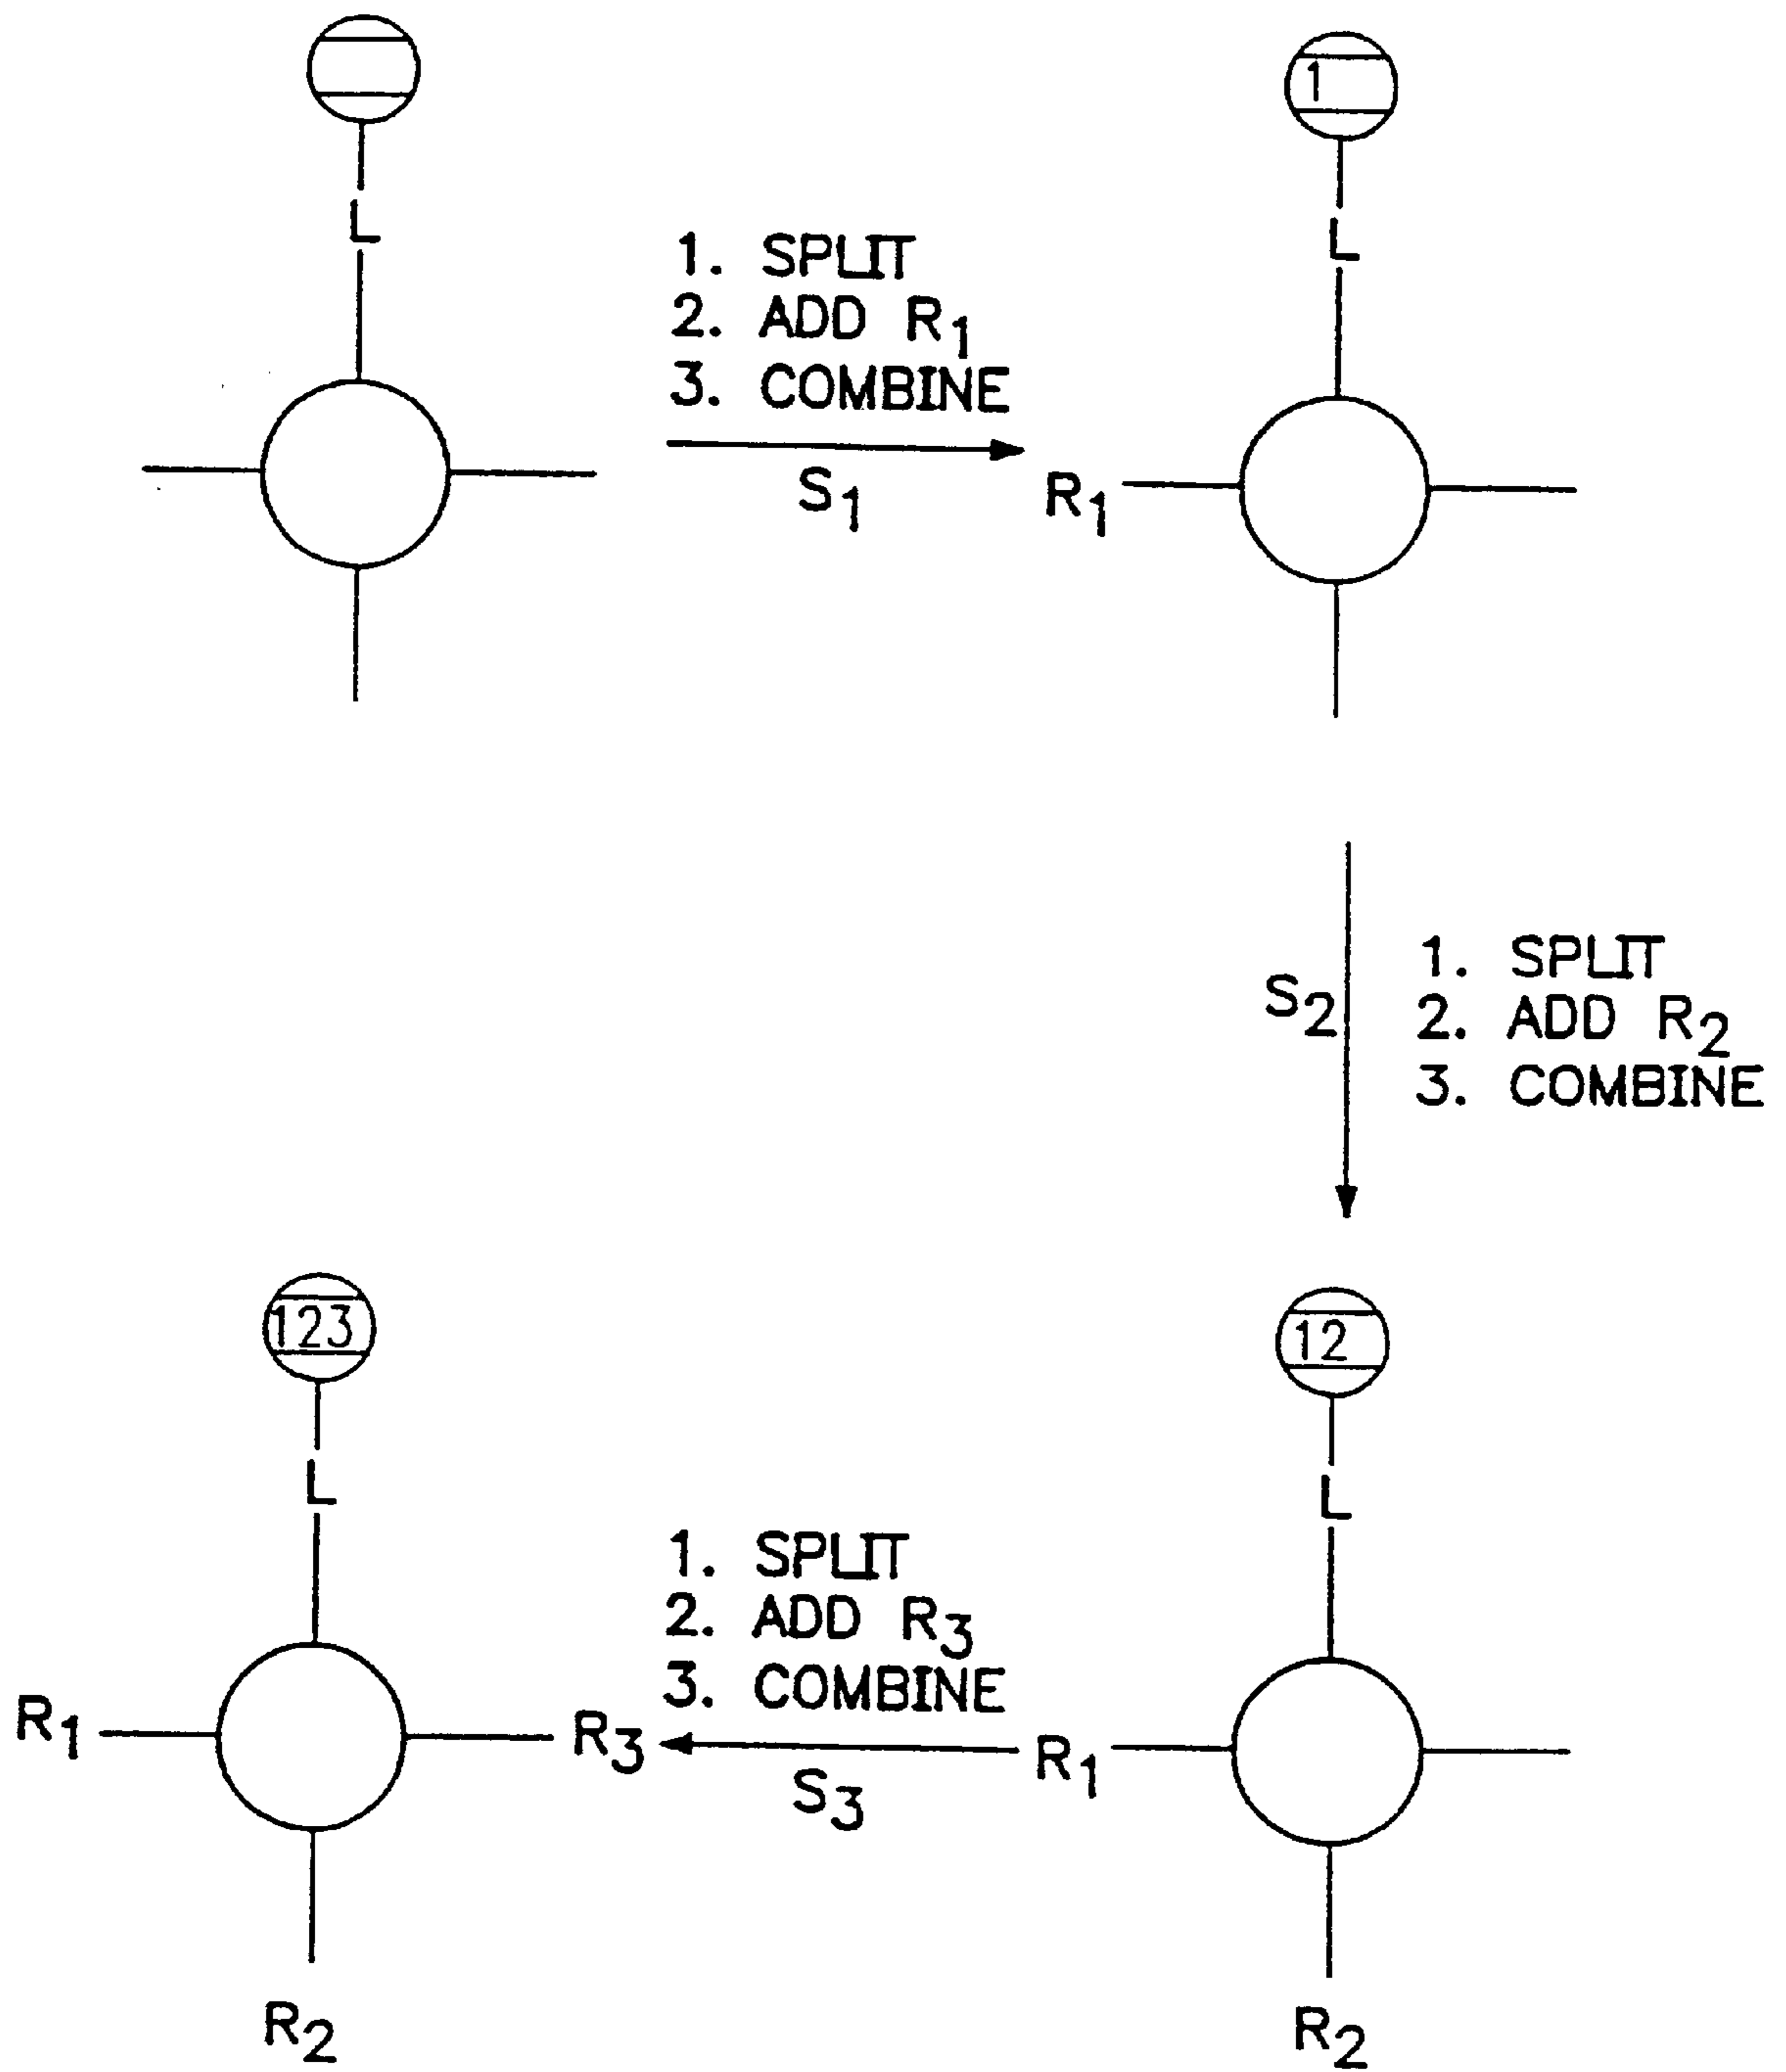 1
L
L
1. SPLIT
2. ADD R₁
3. COMBINE
S₁
R₁
S₂
1. SPLIT
2. ADD R₂
3. COMBINE
123
12
L
L
1. SPLIT
2. ADD R₃
3. COMBINE
R₁
R₃
R₁
S₃
R₂
R₂